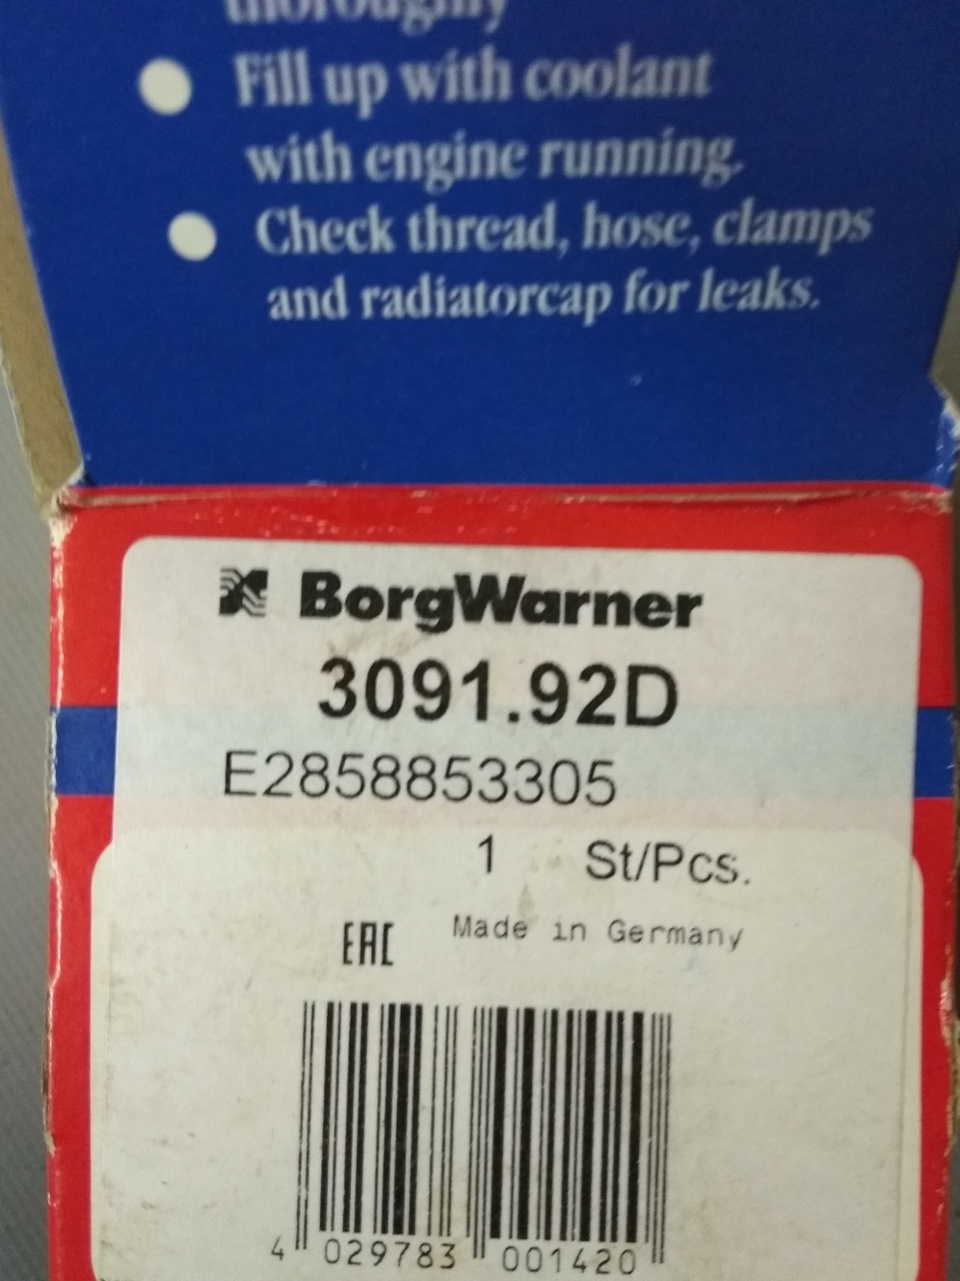 thoroughly
Fill up with coolant
with engine running.
Check thread, hose, clamps
and radiatorcap for leaks.
BorgWarner
3091.92D
E2858853305
1 St/Pcs.
EAC Made in Germany
4 029783 001420